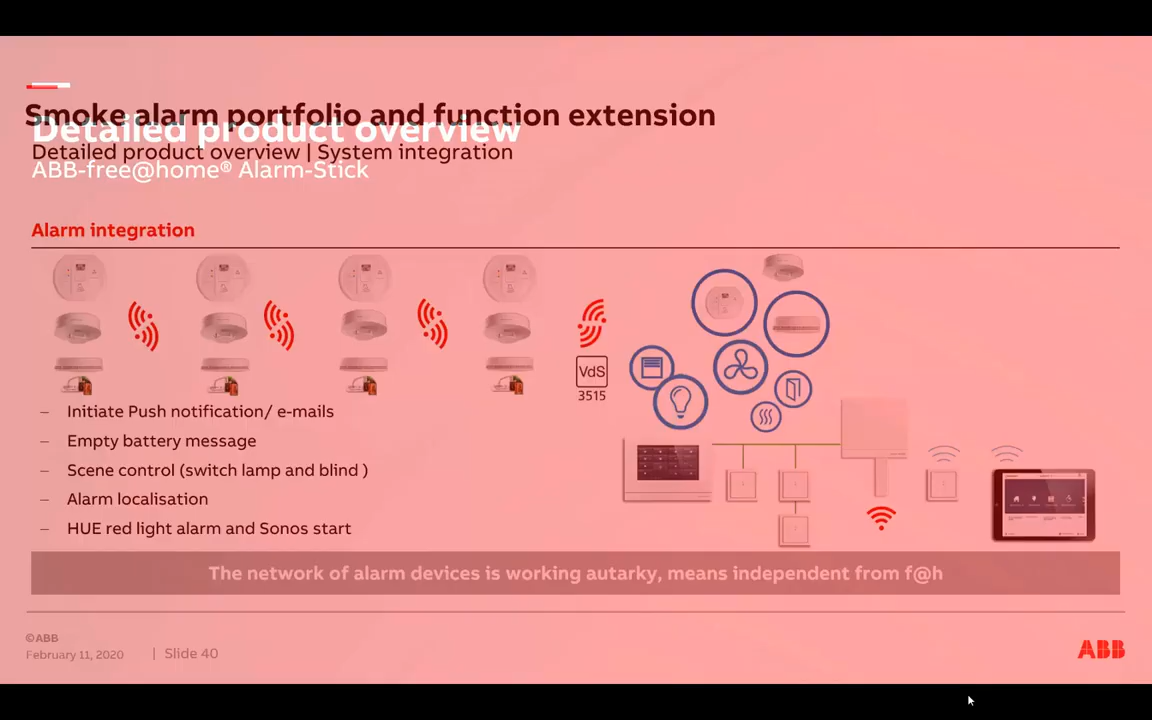 Smoke alarm portfolio and function extension
Detailed product overview
Detailed product overview | System integration
ABB-free@home® Alarm-Stick
Alarm integration
VdS
3515
– Initiate Push notification/ e-mails
– Empty battery message
– Scene control (switch lamp and blind )
– Alarm localisation
– HUE red light alarm and Sonos start
The network of alarm devices is working autarky, means independent from f@h
©ABB
February 11, 2020 | Slide 40
ABB